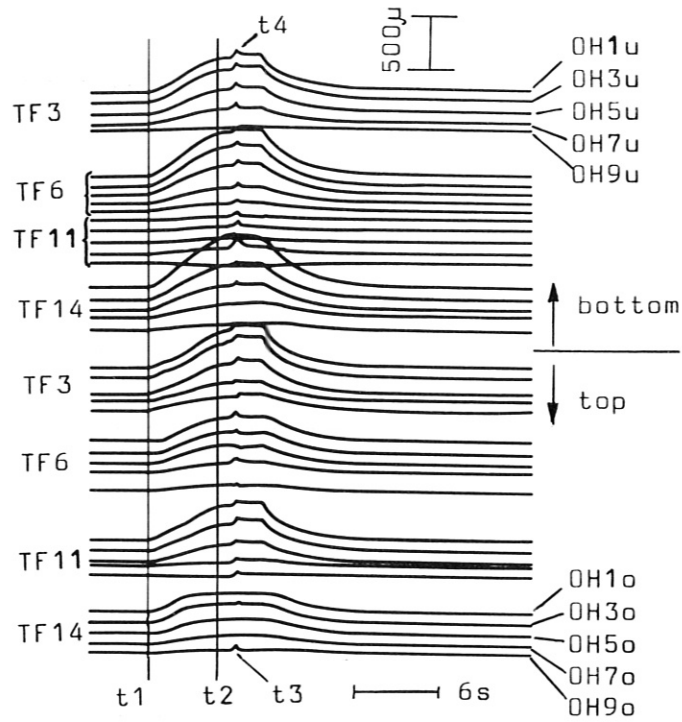 t4
500µ
OH1u
OH3u
OH5u
OH7u
OH9u
TF3
TF6
TF11
TF14
bottom
top
TF3
TF6
TF11
TF14
OH1o
OH3o
OH5o
OH7o
OH9o
t1
t2
t3
6s